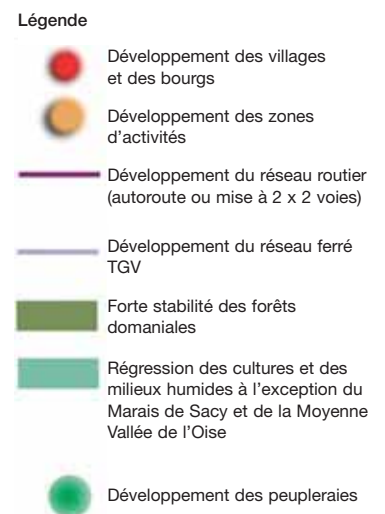 Légende
Développement des villages
et des bourgs
Développement des zones
d’activités
Développement du réseau routier
(autoroute ou mise à 2 x 2 voies)
Développement du réseau ferré
TGV
Forte stabilité des forêts
domaniales
Régression des cultures et des
milieux humides à l’exception du
Marais de Sacy et de la Moyenne
Vallée de l’Oise
Développement des peupleraies